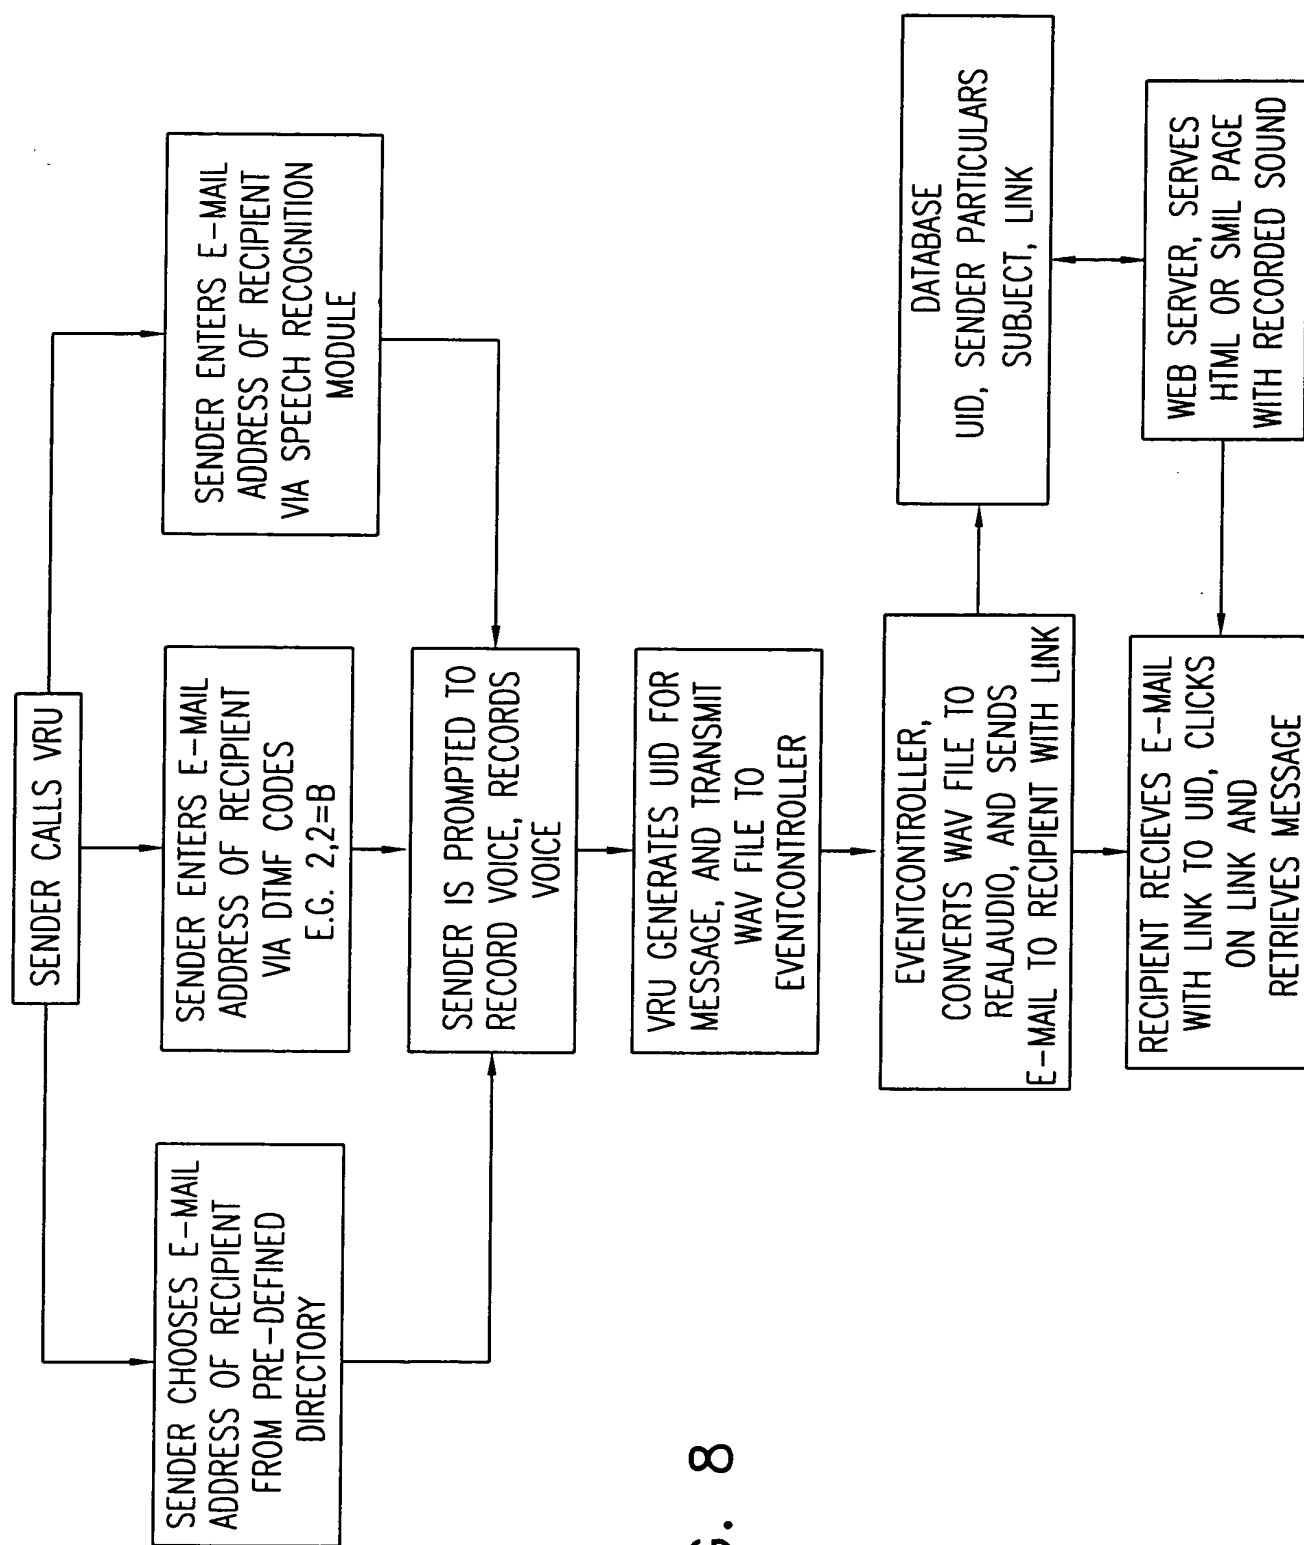 SENDER CALLS VRU
SENDER CHOOSES E-MAIL
ADDRESS OF RECIPIENT
FROM PRE-DEFINED
DIRECTORY
SENDER ENTERS E-MAIL
ADDRESS OF RECIPIENT
VIA DTMF CODES
E.G. 2,2=B
SENDER ENTERS E-MAIL
ADDRESS OF RECIPIENT
VIA SPEECH RECOGNITION
MODULE
SENDER IS PROMPTED TO
RECORD VOICE, RECORDS
VOICE
VRU GENERATES UID FOR
MESSAGE, AND TRANSMIT
WAV FILE TO
EVENTCONTROLLER
EVENTCONTROLLER,
CONVERTS WAV FILE TO
REALAUDIO, AND SENDS
E-MAIL TO RECIPIENT WITH LINK
DATABASE
UID, SENDER PARTICULARS
SUBJECT, LINK
RECIPIENT RECIEVES E-MAIL
WITH LINK TO UID, CLICKS
ON LINK AND
RETRIEVES MESSAGE
WEB SERVER, SERVES
HTML OR SMIL PAGE
WITH RECORDED SOUND
G. 8